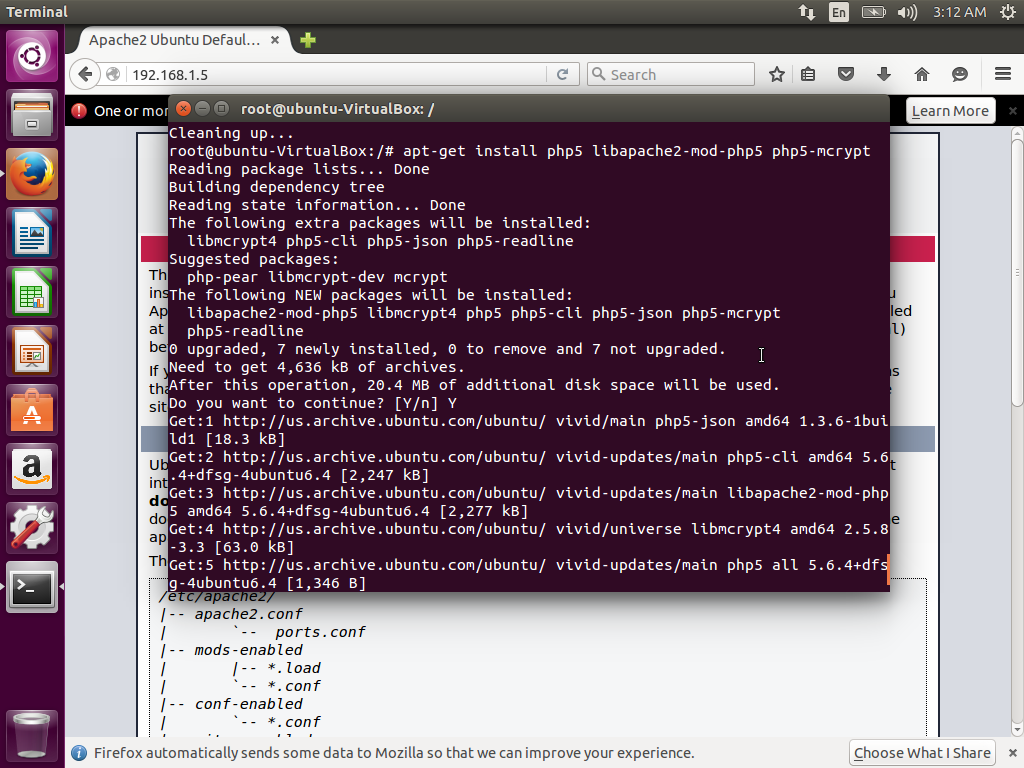 Terminal
En
3:12 AM
Apache2 Ubuntu Defaul...
192.168.1.5
Search
One or mor
Learn More
root@ubuntu-VirtualBox: /
Cleaning up...
root@ubuntu-VirtualBox:/# apt-get install php5 libapache2-mod-php5 php5-mcrypt
Reading package lists... Done
Building dependency tree
Reading state information... Done
The following extra packages will be installed:
libmcrypt4 php5-cli php5-json php5-readline
Suggested packages:
php-pear libmcrypt-dev mcrypt
The following NEW packages will be installed:
libapache2-mod-php5 libmcrypt4 php5 php5-cli php5-json php5-mcrypt
php5-readline
0 upgraded, 7 newly installed, 0 to remove and 7 not upgraded.
Need to get 4,636 kB of archives.
After this operation, 20.4 MB of additional disk space will be used.
Do you want to continue? [Y/n] Y
Get:1 http://us.archive.ubuntu.com/ubuntu/ vivid/main php5-json amd64 1.3.6-1bui
ld1 [18.3 kB]
Get:2 http://us.archive.ubuntu.com/ubuntu/ vivid-updates/main php5-cli amd64 5.6
.4+dfsg-4ubuntu6.4 [2,247 kB]
Get:3 http://us.archive.ubuntu.com/ubuntu/ vivid-updates/main libapache2-mod-php
5 amd64 5.6.4+dfsg-4ubuntu6.4 [2,277 kB]
Get:4 http://us.archive.ubuntu.com/ubuntu/ vivid/universe libmcrypt4 amd64 2.5.8
-3.3 [63.0 kB]
Get:5 http://us.archive.ubuntu.com/ubuntu/ vivid-updates/main php5 all 5.6.4+dfs
g-4ubuntu6.4 [1,346 B]
/etc/apache2/
|-- apache2.conf
|       `--  ports.conf
|-- mods-enabled
|       |-- *.load
|       `-- *.conf
|-- conf-enabled
|       `-- *.conf
Firefox automatically sends some data to Mozilla so that we can improve your experience.
Choose What I Share